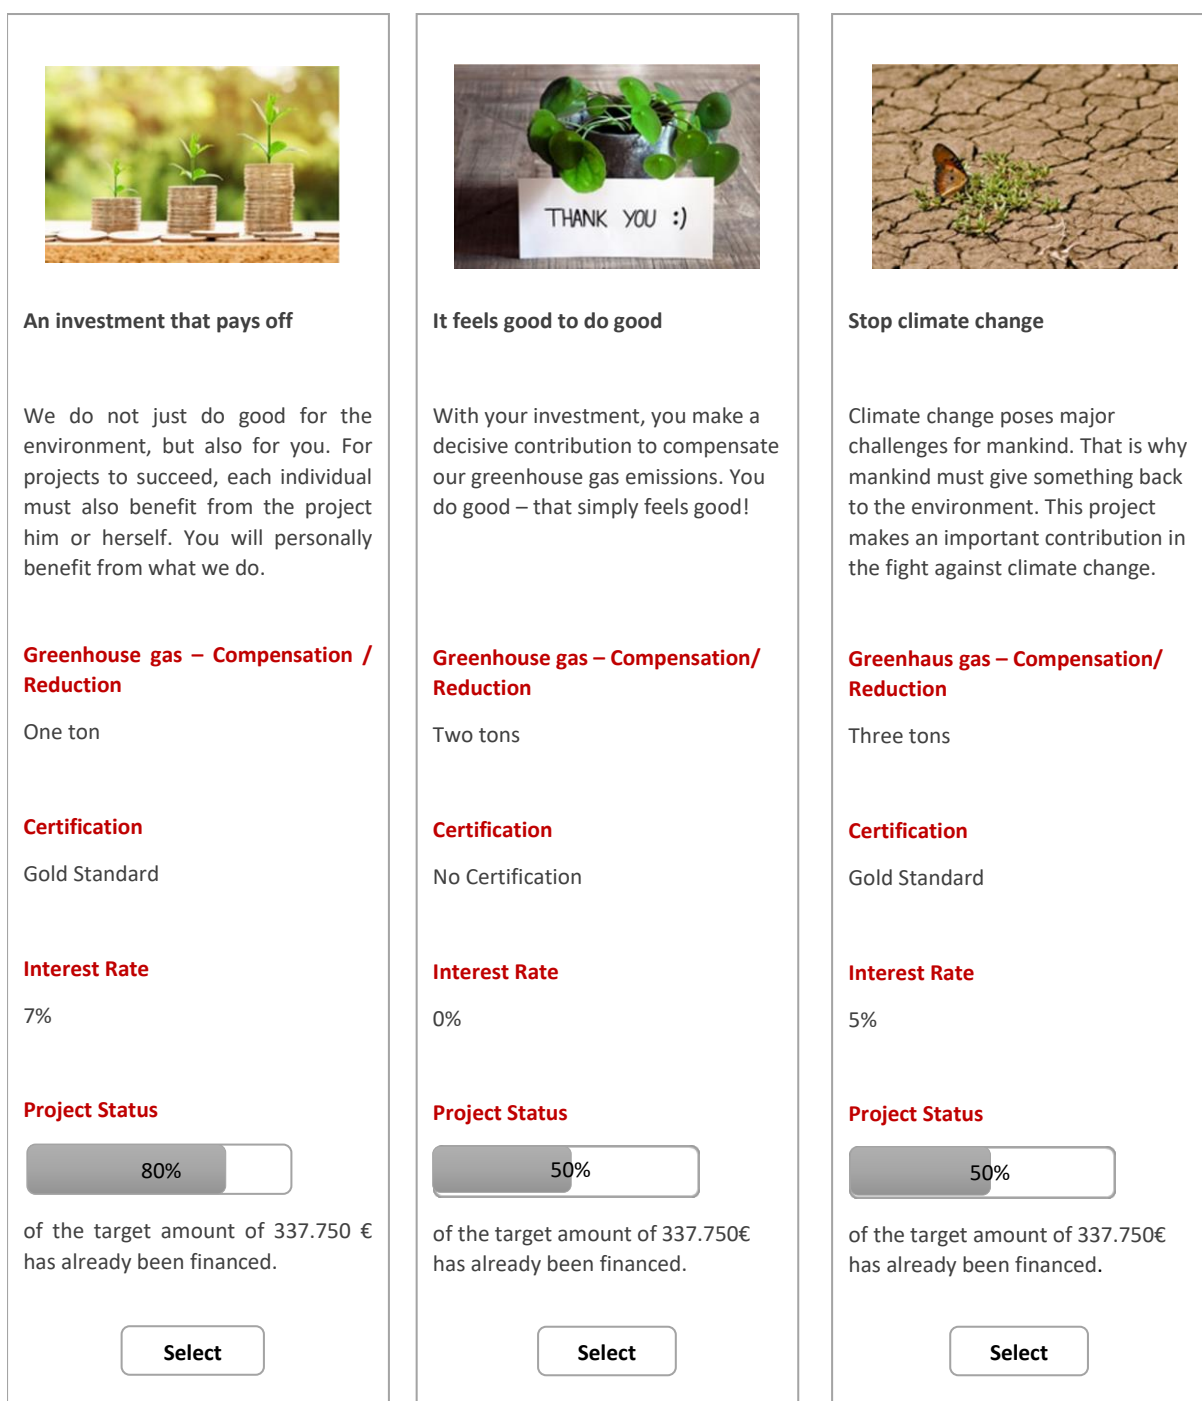 An investment that pays off
We do not just do good for the
environment, but also for you. For
projects to succeed, each individual
must also benefit from the project
him or herself. You will personally
benefit from what we do.
Greenhouse gas – Compensation /
Reduction
One ton
Certification
Gold Standard
Interest Rate
7%
Project Status
80%
of the target amount of 337.750 €
has already been financed.
Select
THANK YOU :)
It feels good to do good
With your investment, you make a
decisive contribution to compensate
our greenhouse gas emissions. You
do good – that simply feels good!
Greenhouse gas – Compensation/
Reduction
Two tons
Certification
No Certification
Interest Rate
0%
Project Status
50%
of the target amount of 337.750€
has already been financed.
Select
Stop climate change
Climate change poses major
challenges for mankind. That is why
mankind must give something back
to the environment. This project
makes an important contribution in
the fight against climate change.
Greenhaus gas – Compensation/
Reduction
Three tons
Certification
Gold Standard
Interest Rate
5%
Project Status
50%
of the target amount of 337.750€
has already been financed.
Select